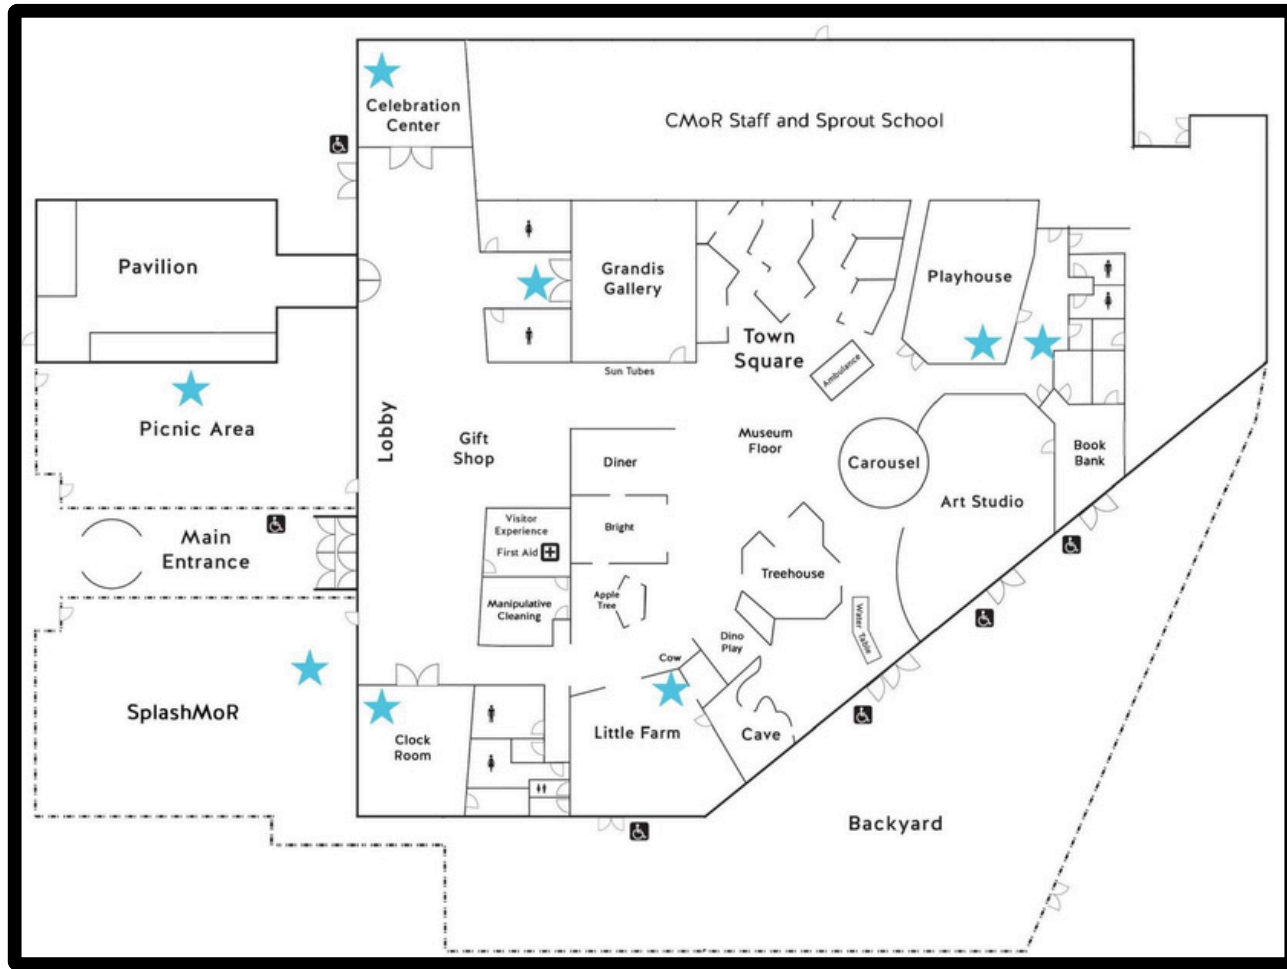 Celebration
Center
CMoR Staff and Sprout School
Pavilion
Grandis
Gallery
Playhouse
Town
Square
Ambulance
Sun Tubes
Picnic Area
Lobby
Gift
Shop
Diner
Museum
Floor
Carousel
Book
Bank
Art Studio
Main
Entrance
Visitor
Experience
First Aid
Bright
Treehouse
Manipulative
Cleaning
Apple
Tree
Water Table
Dino
Play
Cow
SplashMoR
Clock
Room
Little Farm
Cave
Backyard